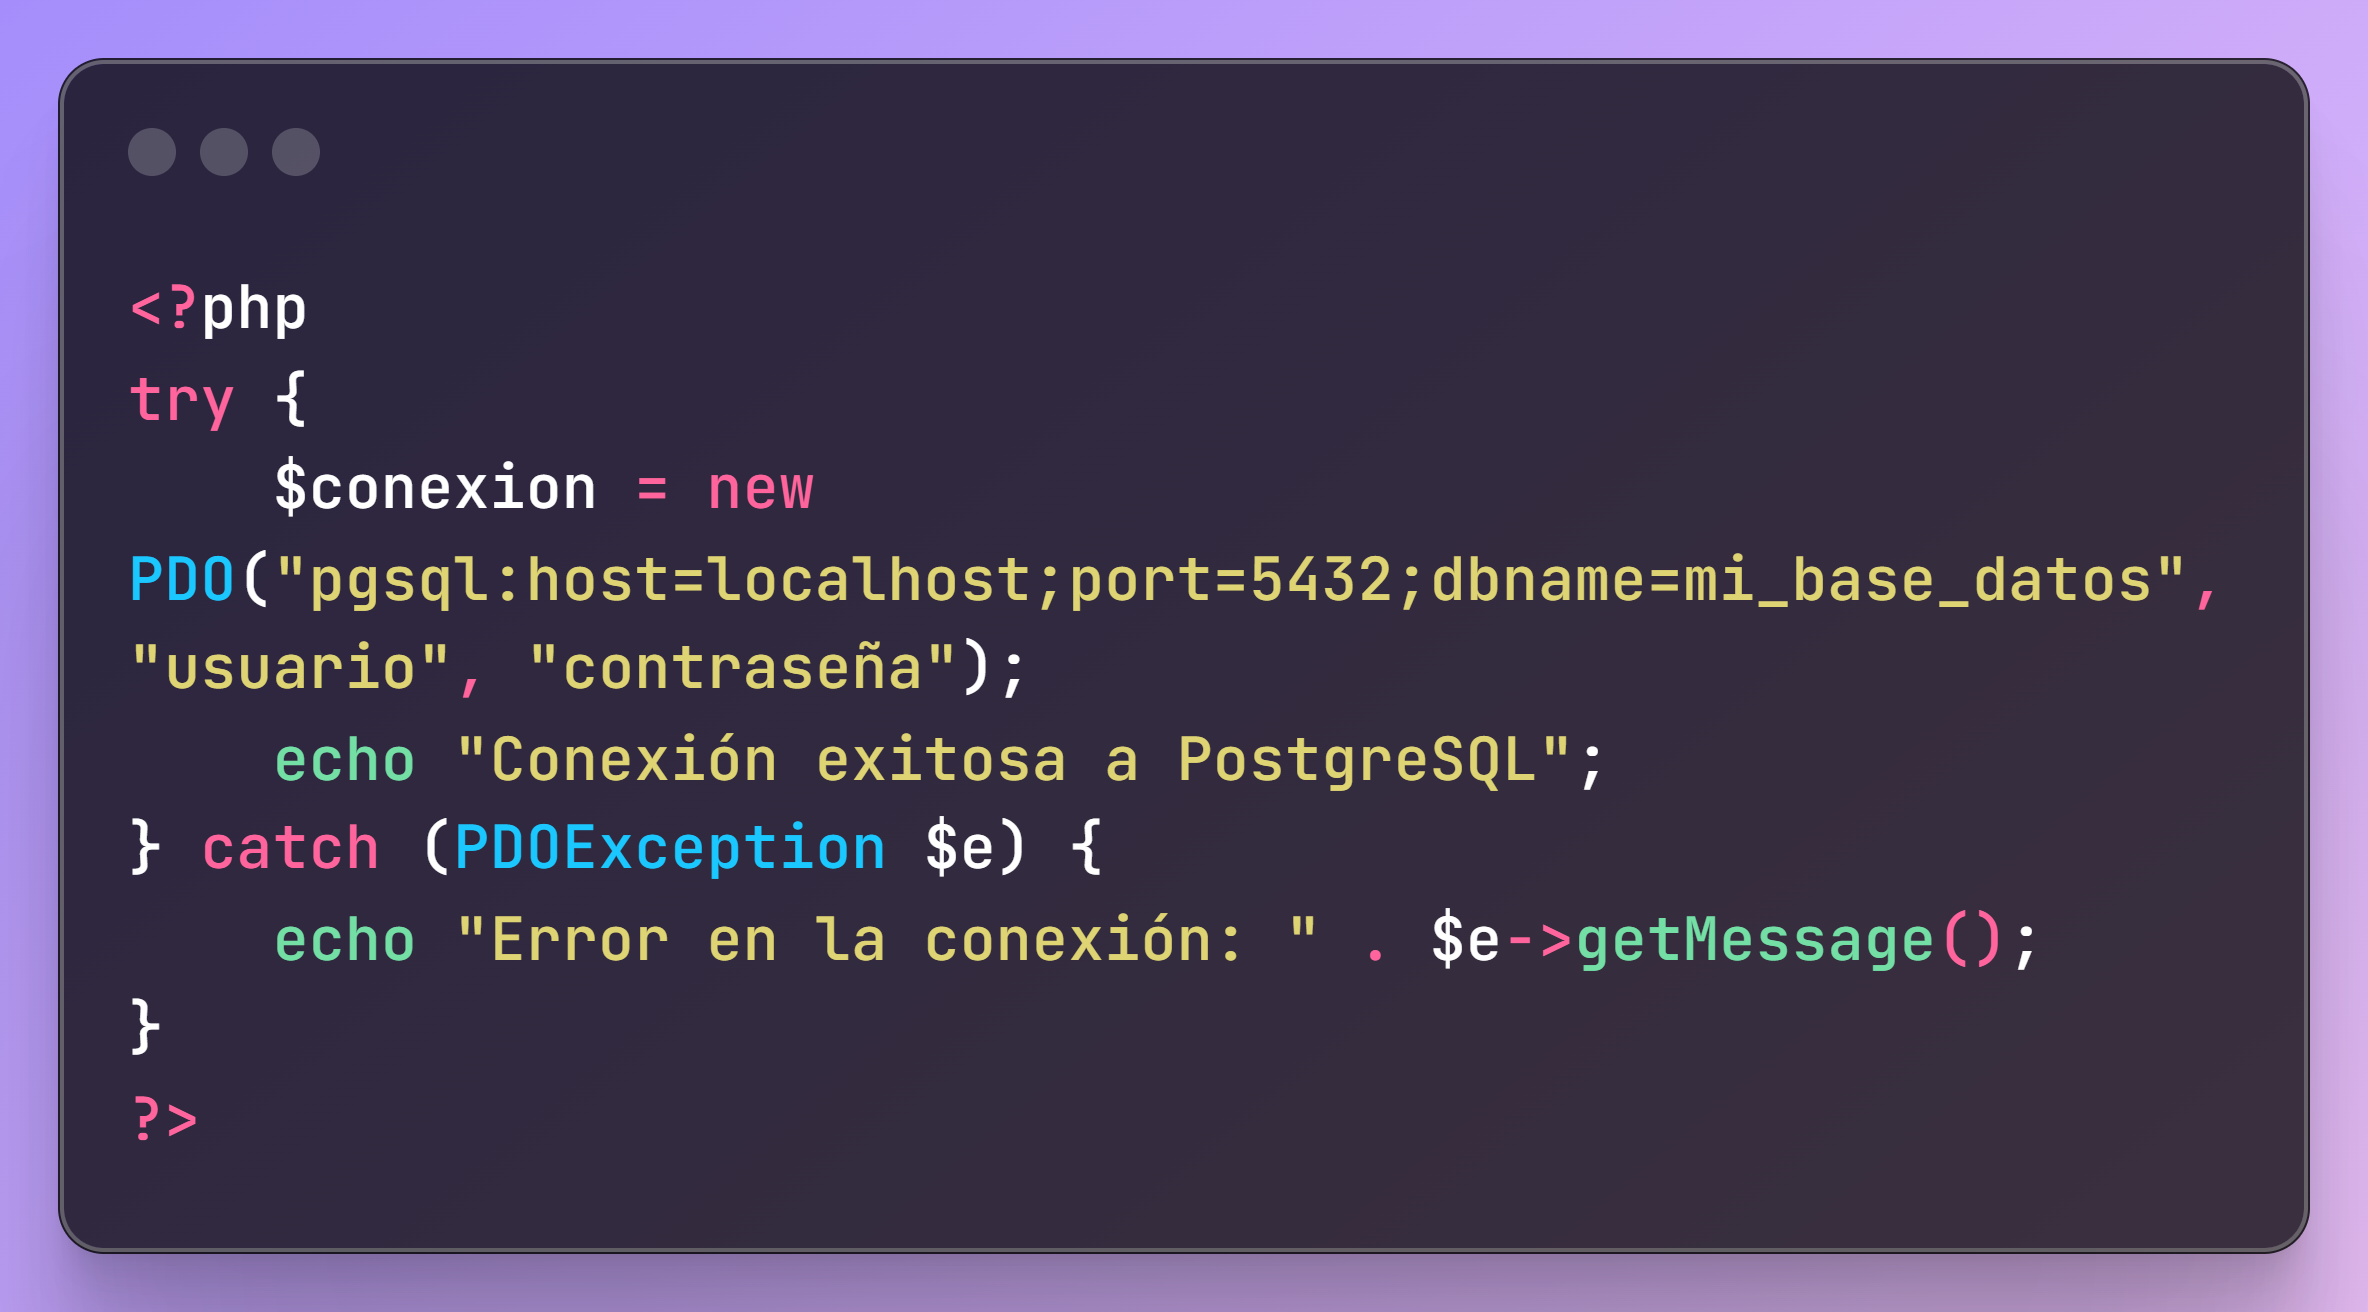 <?php
try {
    $conexion = new
PDO("pgsql:host=localhost;port=5432;dbname=mi_base_datos",
"usuario", "contraseña");
    echo "Conexión exitosa a PostgreSQL";
} catch (PDOException $e) {
    echo "Error en la conexión: " . $e->getMessage();
}
?>